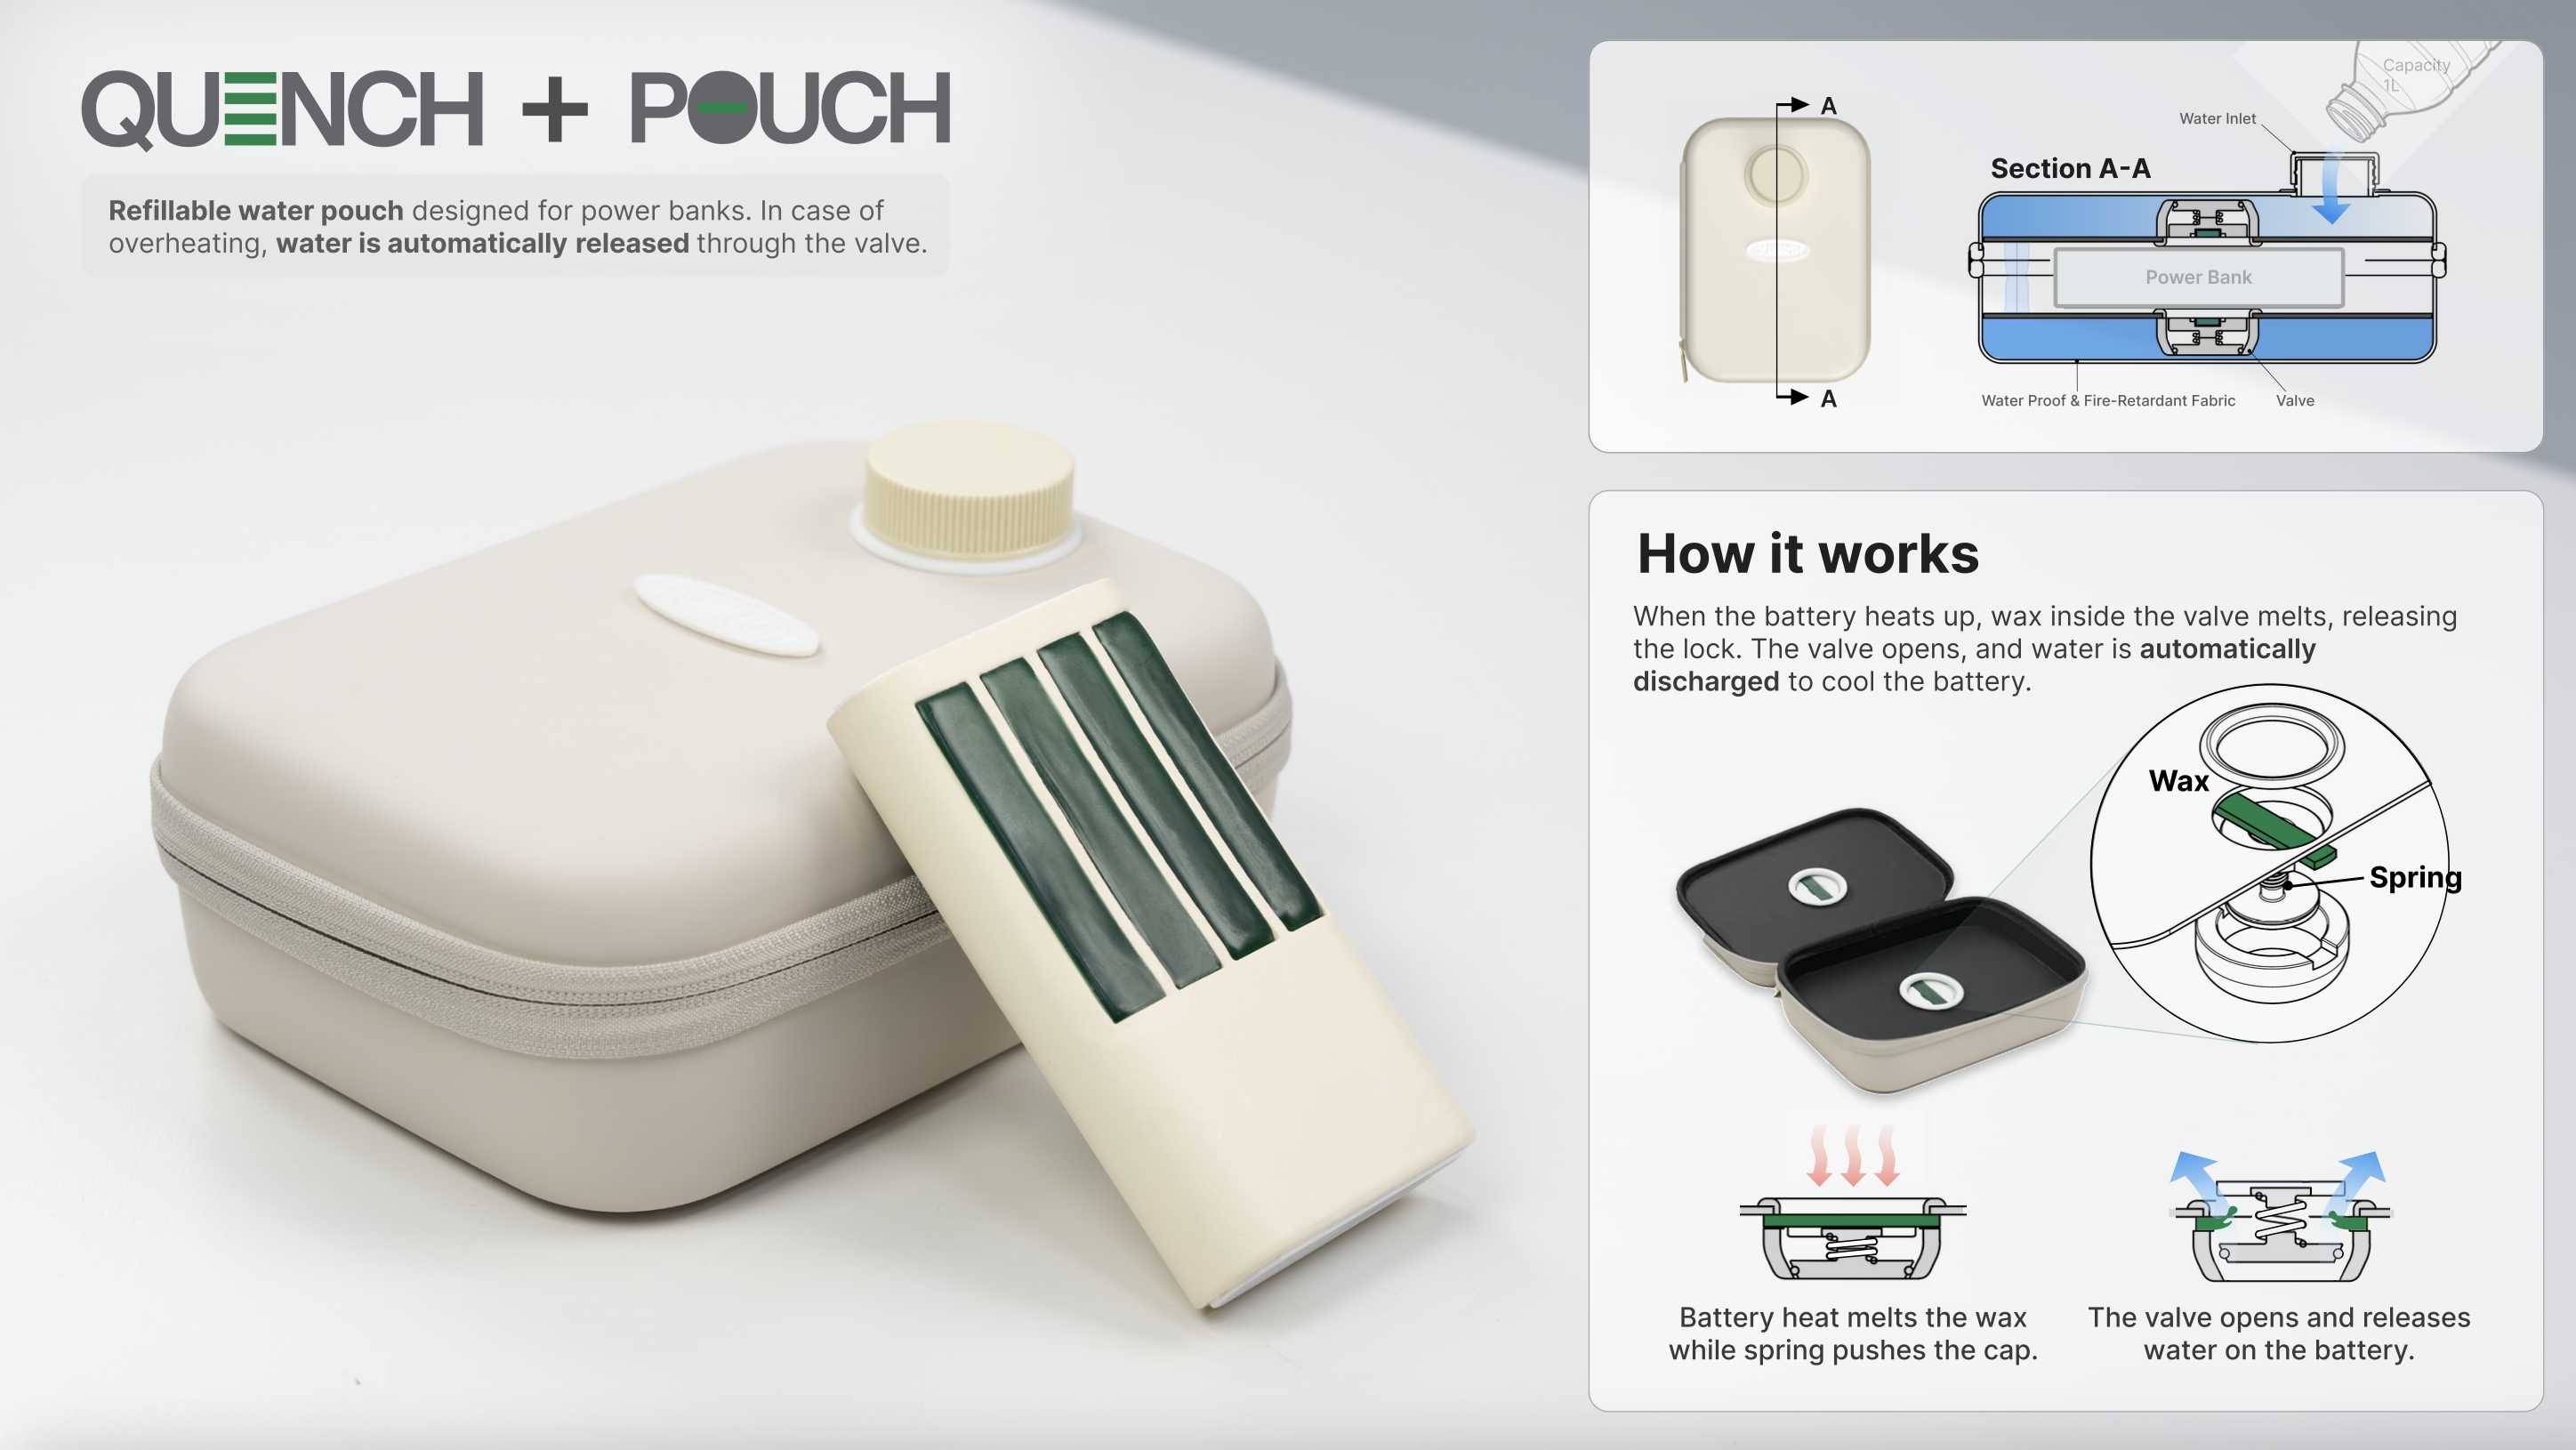 QUENCH + POUCH
Refillable water pouch designed for power banks. In case of
overheating, water is automatically released through the valve.
QUENCH
A
A
QUENCH
Capacity
1L
Water Inlet
Section A-A
Power Bank
Water Proof & Fire-Retardant Fabric
Valve
How it works
When the battery heats up, wax inside the valve melts, releasing
the lock. The valve opens, and water is automatically
discharged to cool the battery.
Wax
Spring
Battery heat melts the wax
while spring pushes the cap.
The valve opens and releases
water on the battery.